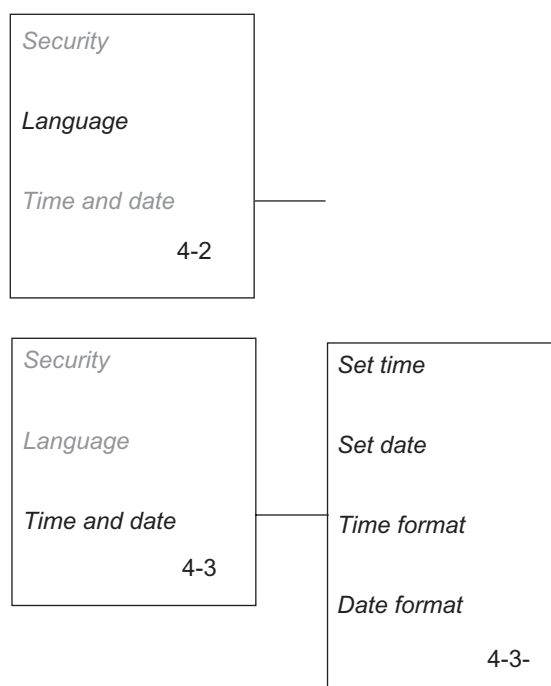 Security
Language
Time and date
4-2
Security
Language
Time and date
4-3
Set time
Set date
Time format
Date format
4-3-